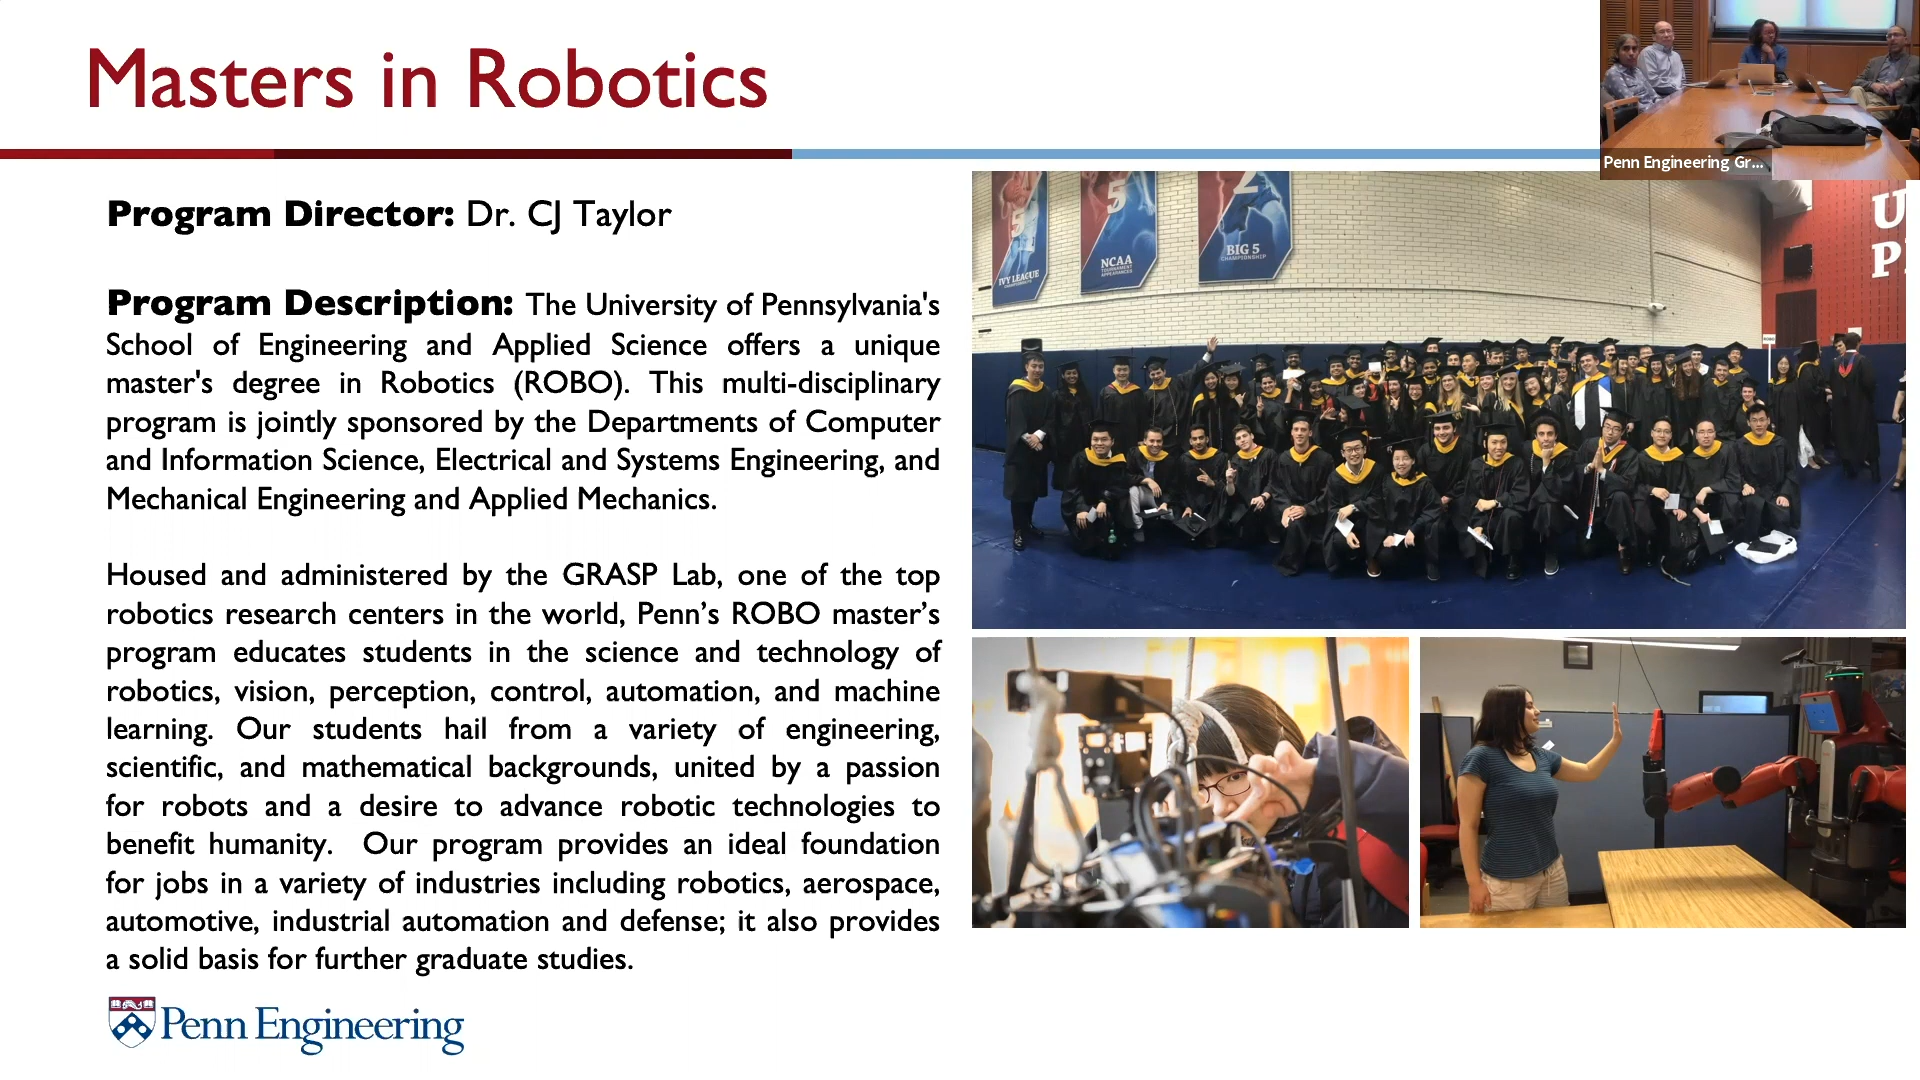 Masters in Robotics
Penn Engineering Gr...
Program Director: Dr. CJ Taylor
Program Description: The University of Pennsylvania's
School of Engineering and Applied Science offers a unique
master's degree in Robotics (ROBO). This multi-disciplinary
program is jointly sponsored by the Departments of Computer
and Information Science, Electrical and Systems Engineering, and
Mechanical Engineering and Applied Mechanics.
Housed and administered by the GRASP Lab, one of the top
robotics research centers in the world, Penn’s ROBO master’s
program educates students in the science and technology of
robotics, vision, perception, control, automation, and machine
learning. Our students hail from a variety of engineering,
scientific, and mathematical backgrounds, united by a passion
for robots and a desire to advance robotic technologies to
benefit humanity. Our program provides an ideal foundation
for jobs in a variety of industries including robotics, aerospace,
automotive, industrial automation and defense; it also provides
a solid basis for further graduate studies.
5
IVY LEAGUE
CHAMPIONSHIPS
5
NCAA
TOURNAMENT
APPEARANCES
2
BIG 5
CHAMPIONSHIP
U
P
Penn Engineering